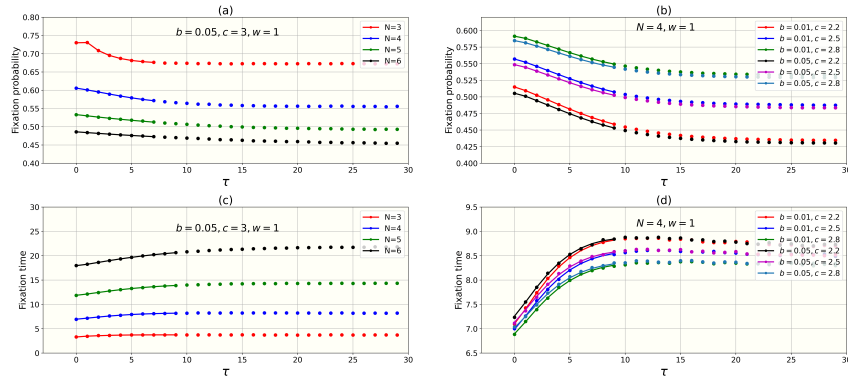 (a)
b = 0.05, c = 3, w = 1
N=3
N=4
N=5
N=6
Fixation probability
0.80
0.75
0.70
0.65
0.60
0.55
0.50
0.45
0.40
0 5 10 15 20 25 30
τ
(b)
N = 4, w = 1
b = 0.01, c = 2.2
b = 0.01, c = 2.5
b = 0.01, c = 2.8
b = 0.05, c = 2.2
b = 0.05, c = 2.5
b = 0.05, c = 2.8
Fixation probability
0.600
0.575
0.550
0.525
0.500
0.475
0.450
0.425
0.400
0 5 10 15 20 25 30
τ
(c)
b = 0.05, c = 3, w = 1
N=3
N=4
N=5
N=6
Fixation time
30
25
20
15
10
5
0
0 5 10 15 20 25 30
τ
(d)
N = 4, w = 1
b = 0.01, c = 2.2
b = 0.01, c = 2.5
b = 0.01, c = 2.8
b = 0.05, c = 2.2
b = 0.05, c = 2.5
b = 0.05, c = 2.8
Fixation time
9.5
9.0
8.5
8.0
7.5
7.0
6.5
0 5 10 15 20 25 30
τ